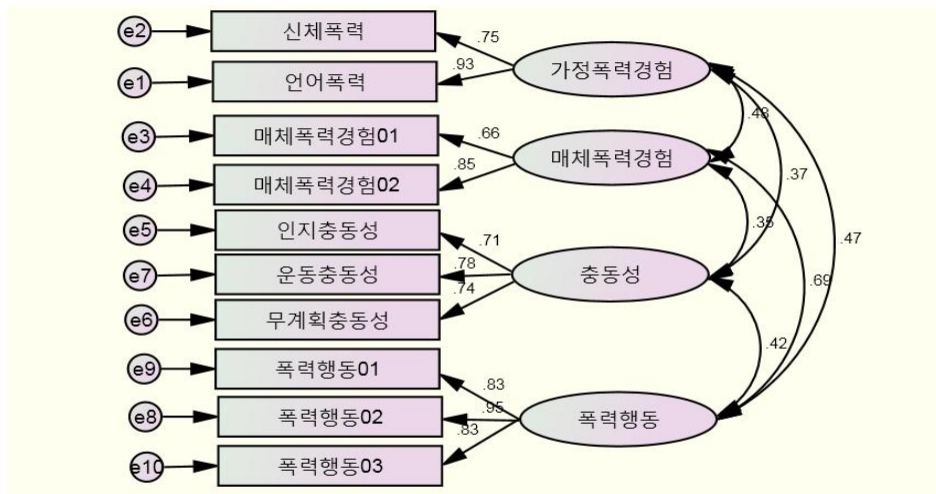 e2
신체폭력
.75
가정폭력경험
e1
언어폭력
.93
e3
매체폭력경험01
.66
.48
매체폭력경험
e4
매체폭력경험02
.85
.37
e5
인지충동성
.71
.35
.47
e7
운동충동성
.78
충동성
.69
e6
무계획충동성
.74
.42
e9
폭력행동01
.83
e8
폭력행동02
.95
폭력행동
e10
폭력행동03
.83